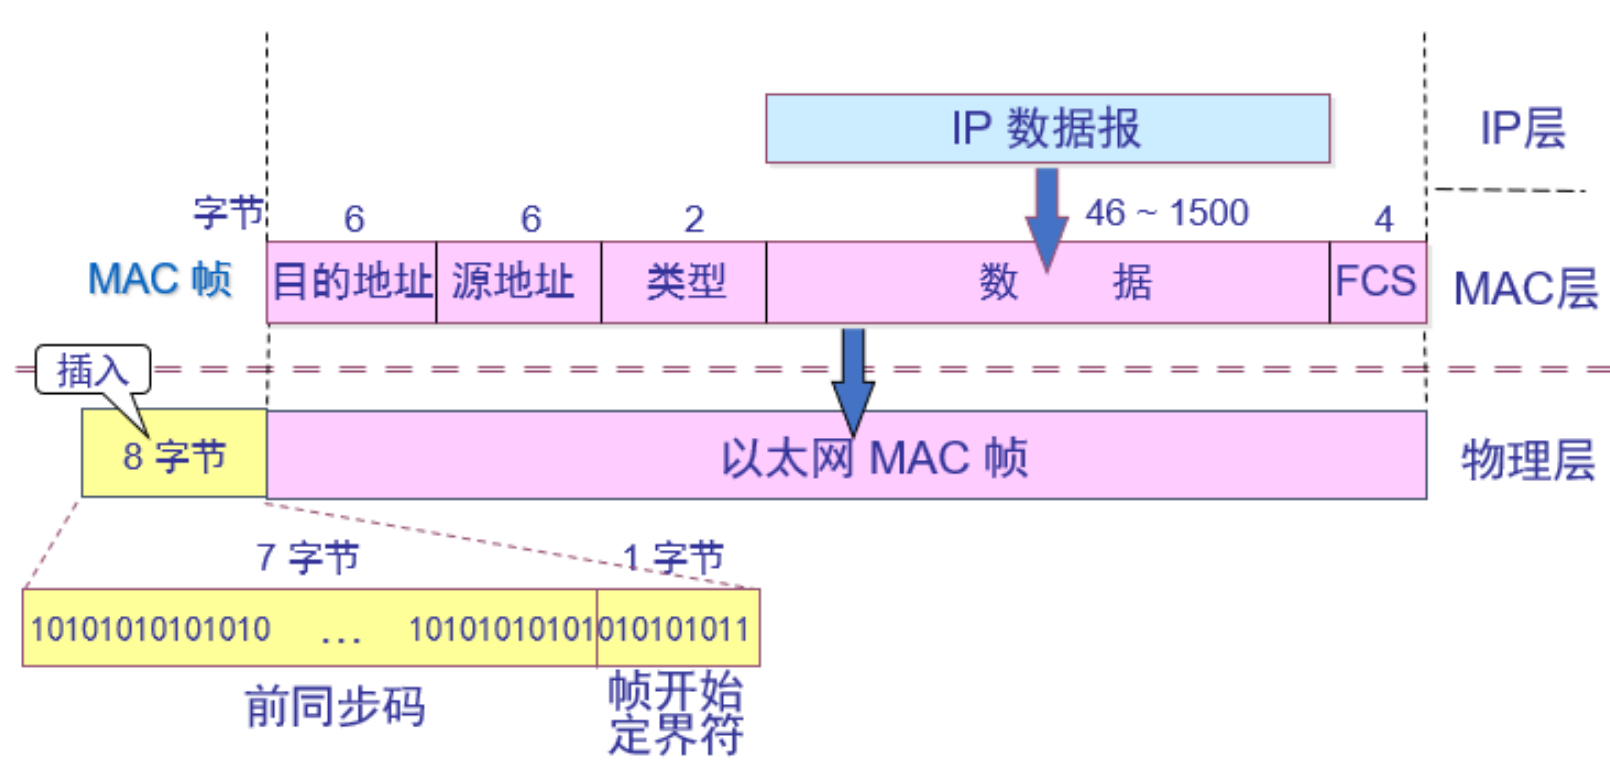 IP 数据报
IP层
字节
6
6
2
46 ~ 1500
4
MAC 帧
目的地址
源地址
类型
数 据
FCS
MAC层
插入
8 字节
以太网 MAC 帧
物理层
7 字节
1 字节
10101010101010 … 10101010101010101011
前同步码
帧开始
定界符